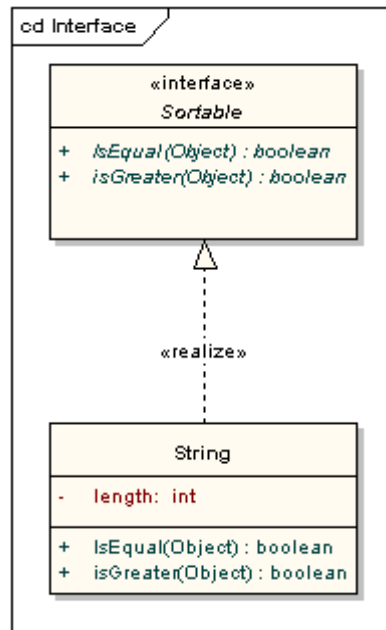 cd Interface
«interface»
Sortable
+ IsEqual(Object) : boolean
+ isGreater(Object) : boolean
«realize»
String
- length: int
+ IsEqual(Object) : boolean
+ isGreater(Object) : boolean